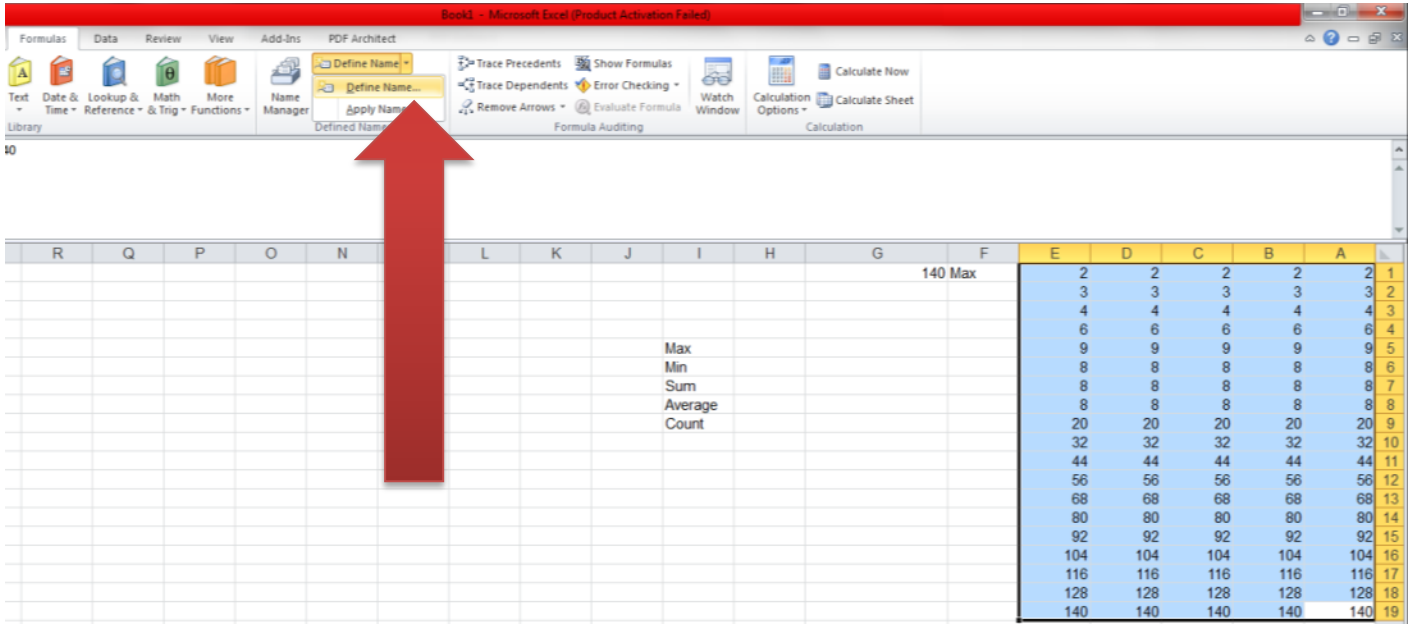 Book1 - Microsoft Excel (Product Activation Failed)
Formulas Data Review View Add-Ins PDF Architect
Text
Date & Time
Lookup & Reference
Math & Trig
More Functions
Library
Name Manager
Define Name
Define Name...
Apply Name
Defined Name
Trace Precedents
Trace Dependents
Remove Arrows
Show Formulas
Error Checking
Evaluate Formula
Watch Window
Formula Auditing
Calculation Options
Calculate Now
Calculate Sheet
Calculation
40
R Q P O N L K J I H G F E D C B A
140 Max 2 2 2 2 2 1
3 3 3 3 3 2
4 4 4 4 4 3
6 6 6 6 6 4
Max 9 9 9 9 9 5
Min 8 8 8 8 8 6
Sum 8 8 8 8 8 7
Average 8 8 8 8 8 8
Count 20 20 20 20 20 9
32 32 32 32 32 10
44 44 44 44 44 11
56 56 56 56 56 12
68 68 68 68 68 13
80 80 80 80 80 14
92 92 92 92 92 15
104 104 104 104 104 16
116 116 116 116 116 17
128 128 128 128 128 18
140 140 140 140 140 19